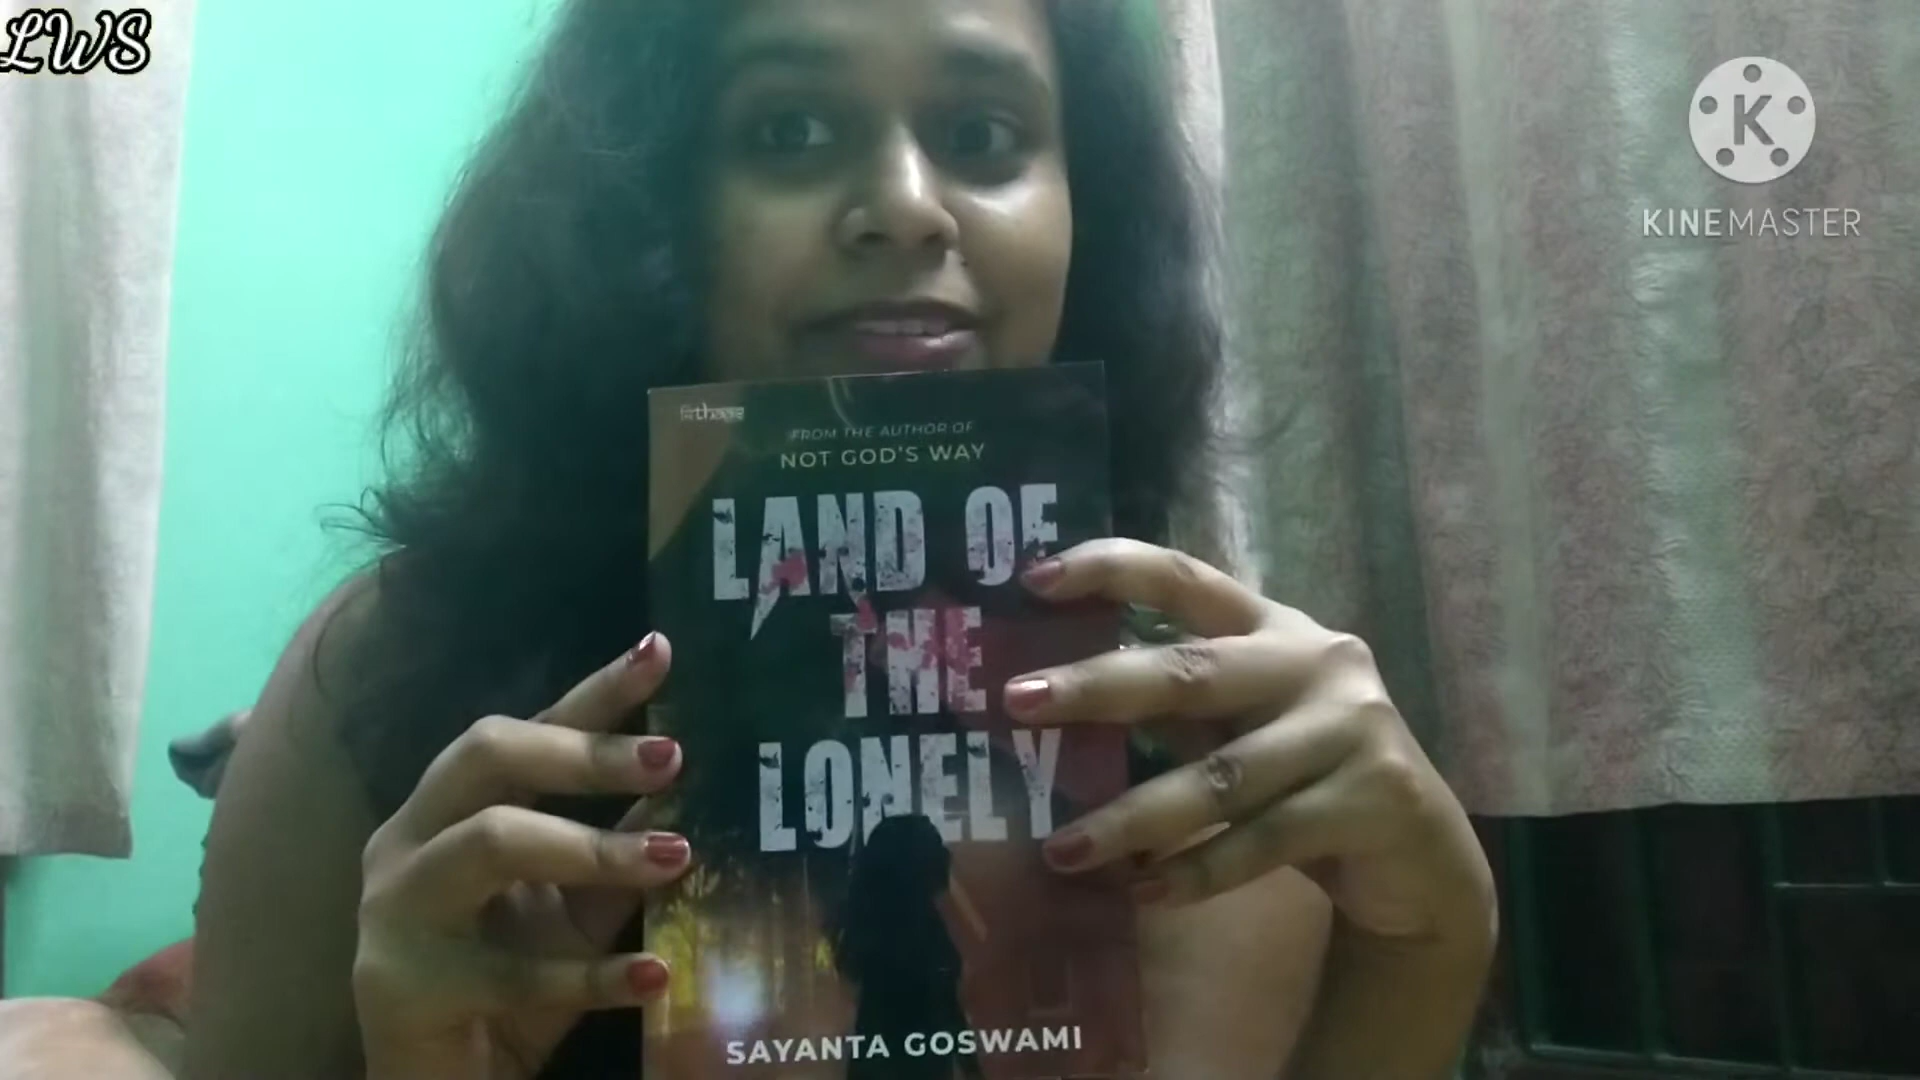 LWS
K
KINEMASTER
FROM THE AUTHOR OF
NOT GOD'S WAY
LAND OF
THE
LONELY
SAYANTA GOSWAMI